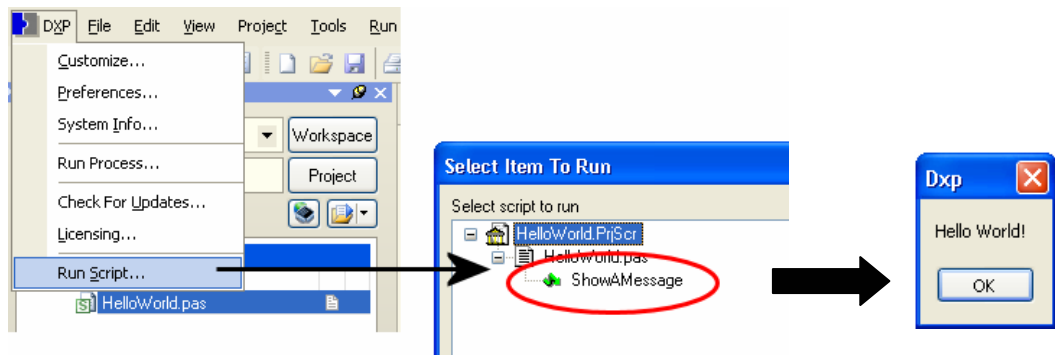 DXP File Edit View Project Tools Run
Customize...
Preferences...
System Info...
Run Process...
Check For Updates...
Licensing...
Run Script...
Workspace
Project
HelloWorld.pas
Select Item To Run
Select script to run
HelloWorld.PrjScr
HelloWorld.pas
ShowAMessage
Dxp
Hello World!
OK